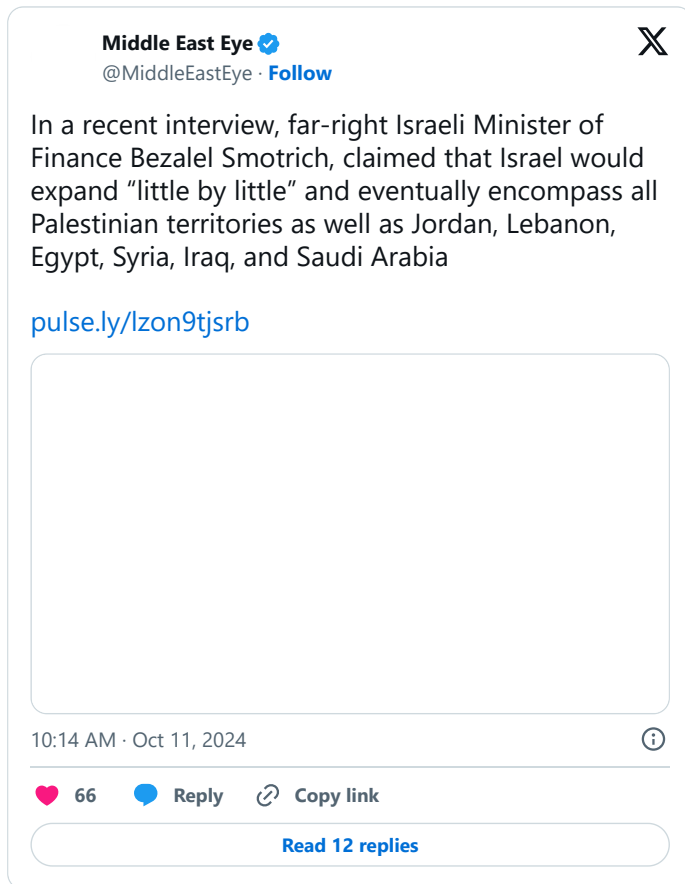 Middle East Eye
@MiddleEastEye · Follow
In a recent interview, far-right Israeli Minister of
Finance Bezalel Smotrich, claimed that Israel would
expand “little by little” and eventually encompass all
Palestinian territories as well as Jordan, Lebanon,
Egypt, Syria, Iraq, and Saudi Arabia
pulse.ly/lzon9tjsrb
10:14 AM · Oct 11, 2024
66 Reply Copy link
Read 12 replies